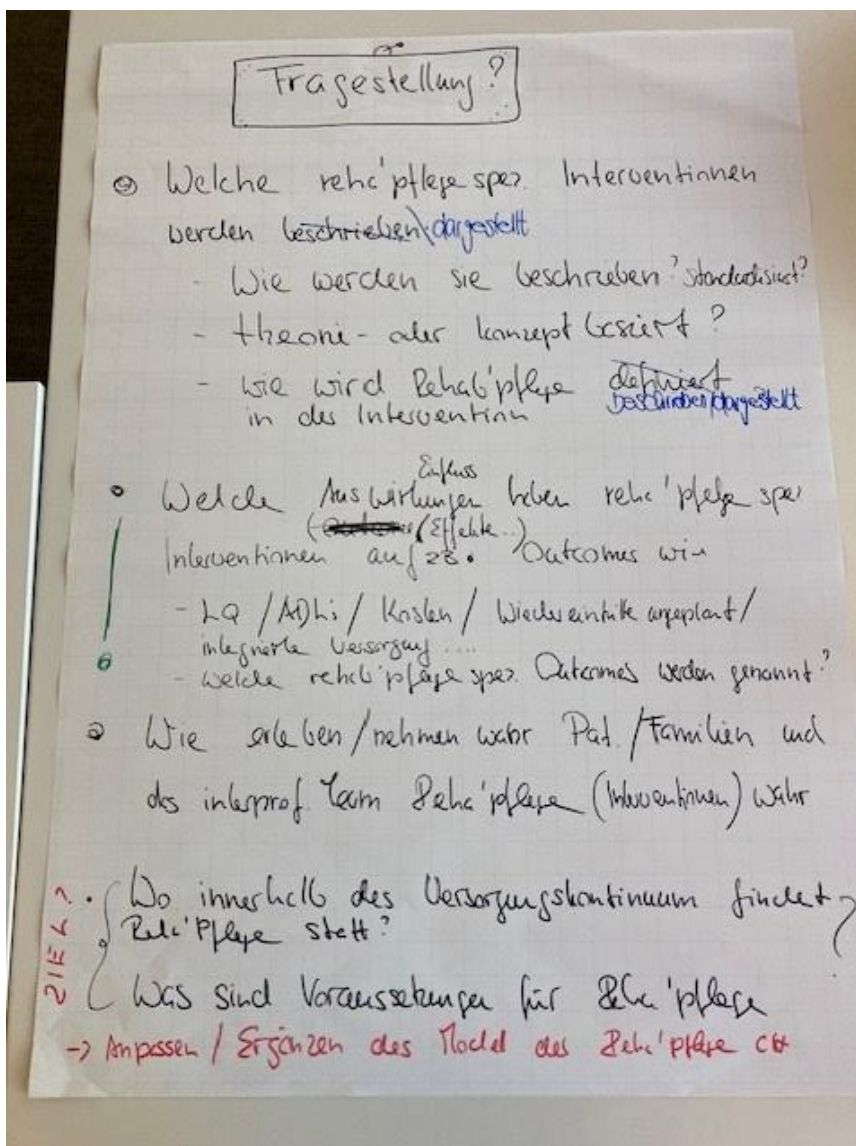 Fragestellung?
Welche reha'pflege spez. Interventionen
werden beschrieben\dargestellt
- Wie werden sie beschrieben? standardisiert?
- theorie- oder konzept basiert?
- wie wird Rehab'pflege definiert
in der Intervention beschrieben/dargestellt
Einfluss
Welche Auswirkungen haben reha'pflege spez
(Effekte..)
Interventionen auf zB. Outcomes wie
- LQ / ADLs / Kosten / Wiedereintritte ungeplant /
integrierte Versorgung ....
- Welche rehab'pflege spez. Outcomes werden genannt?
Wie erleben/nehmen wahr Pat./Familien und
das interprof. Team Reha'pflege (Interventionen) wahr
ZIEL?
Wo innerhalb des Versorgungskontinuum findet
Reha'Pflege statt?
Was sind Voraussetzungen für Reha'pflege
-> Anpassen / Ergänzen des Model des Reha'pflege CH